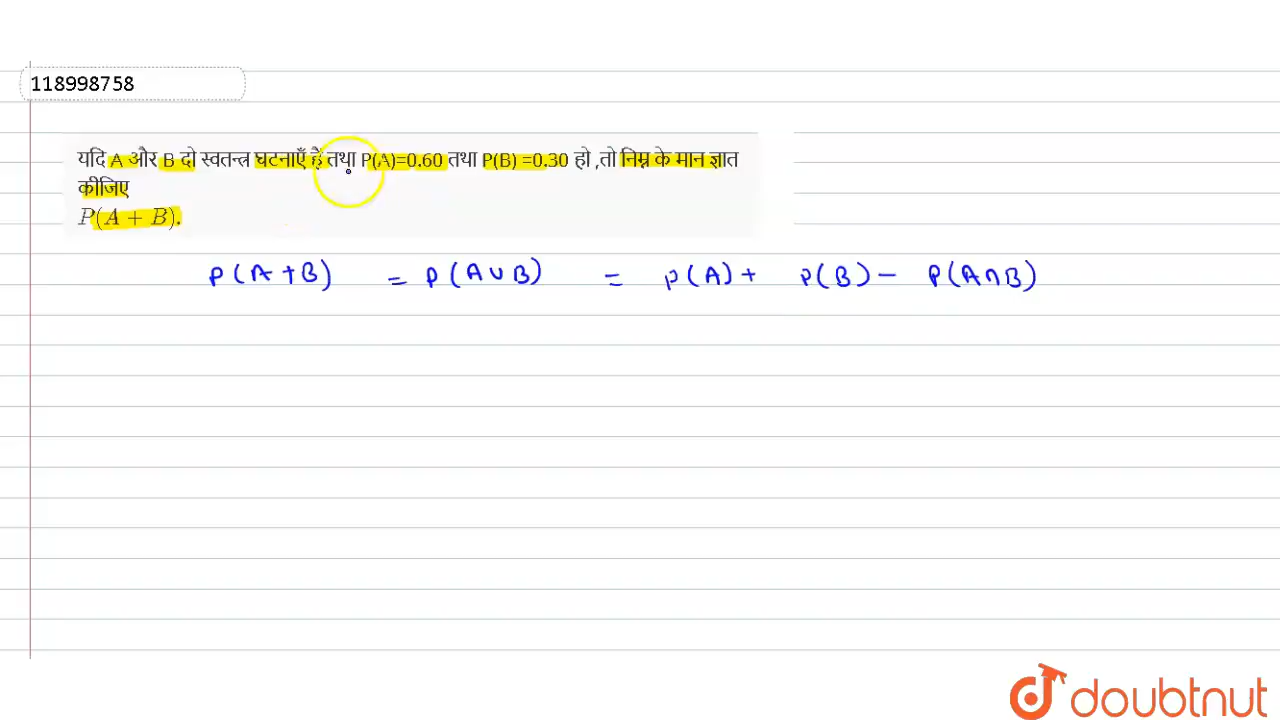 118998758
यदि A और B दो स्वतन्त्र घटनाएँ हैं तथा P(A)=0.60 तथा P(B) =0.30 हो ,तो निम्न के मान ज्ञात
कीजिए
P(A + B).
P(A+B) = P(A∪B) = P(A)+ P(B)- P(A∩B)
doubtnut